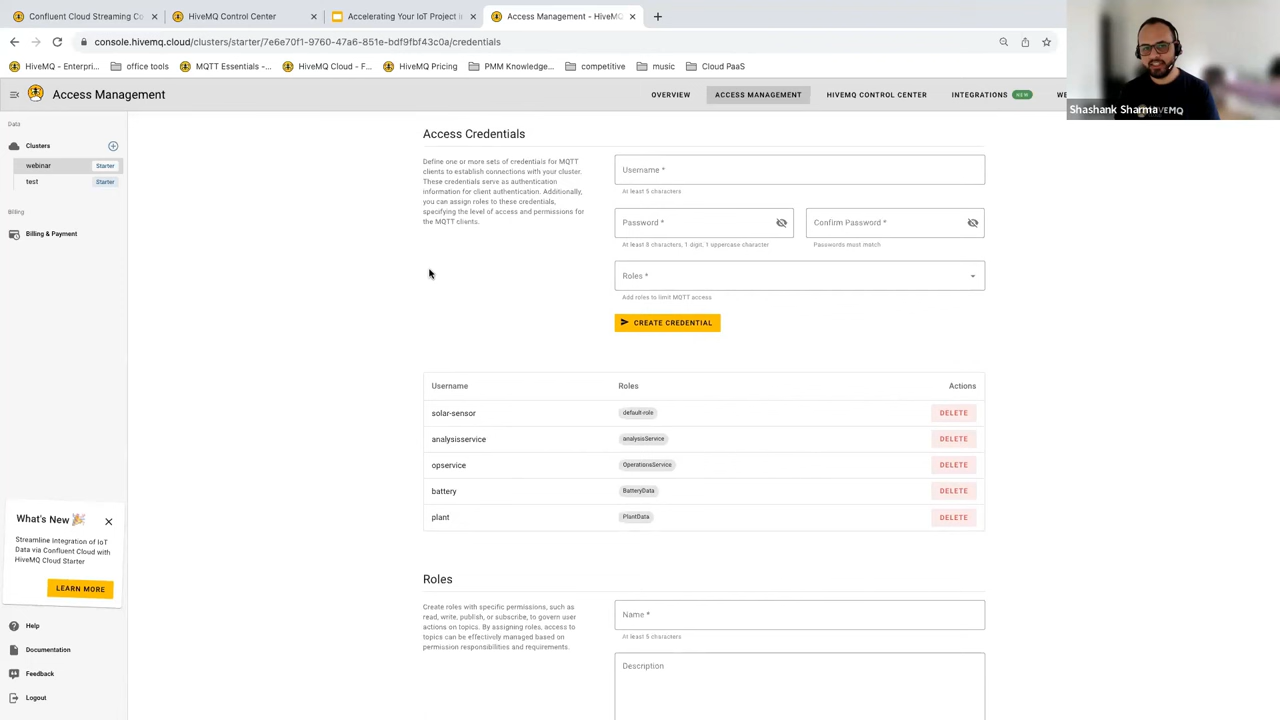 Confluent Cloud Streaming Co
HiveMQ Control Center
Accelerating Your IoT Project i
Access Management - HiveMQ
console.hivemq.cloud/clusters/starter/7e6e70f1-9760-47a6-851e-bdf9fbf43c0a/credentials
HiveMQ - Enterpri...
office tools
MQTT Essentials -...
HiveMQ Cloud - F...
HiveMQ Pricing
PMM Knowledge...
competitive
music
Cloud PaaS
Shashank Sharma
Access Management
OVERVIEW
ACCESS MANAGEMENT
HIVEMQ CONTROL CENTER
INTEGRATIONS NEW
WE
Data
Clusters
webinar Starter
test Starter
Billing
Billing & Payment
What's New
Streamline Integration of IoT
Data via Confluent Cloud with
HiveMQ Cloud Starter
LEARN MORE
Help
Documentation
Feedback
Logout
Access Credentials
Define one or more sets of credentials for MQTT
clients to establish connections with your cluster.
These credentials serve as authentication
information for client authentication. Additionally,
you can assign roles to these credentials,
specifying the level of access and permissions for
the MQTT clients.
Username *
At least 5 characters
Password *
At least 8 characters, 1 digit, 1 uppercase character
Confirm Password *
Passwords must match
Roles *
Add roles to limit MQTT access
CREATE CREDENTIAL
Username Roles Actions
solar-sensor default-role DELETE
analysisservice analysisService DELETE
opservice OperationsService DELETE
battery BatteryData DELETE
plant PlantData DELETE
Roles
Create roles with specific permissions, such as
read, write, publish, or subscribe, to govern user
actions on topics. By assigning roles, access to
topics can be effectively managed based on
permission responsibilities and requirements.
Name *
At least 5 characters
Description